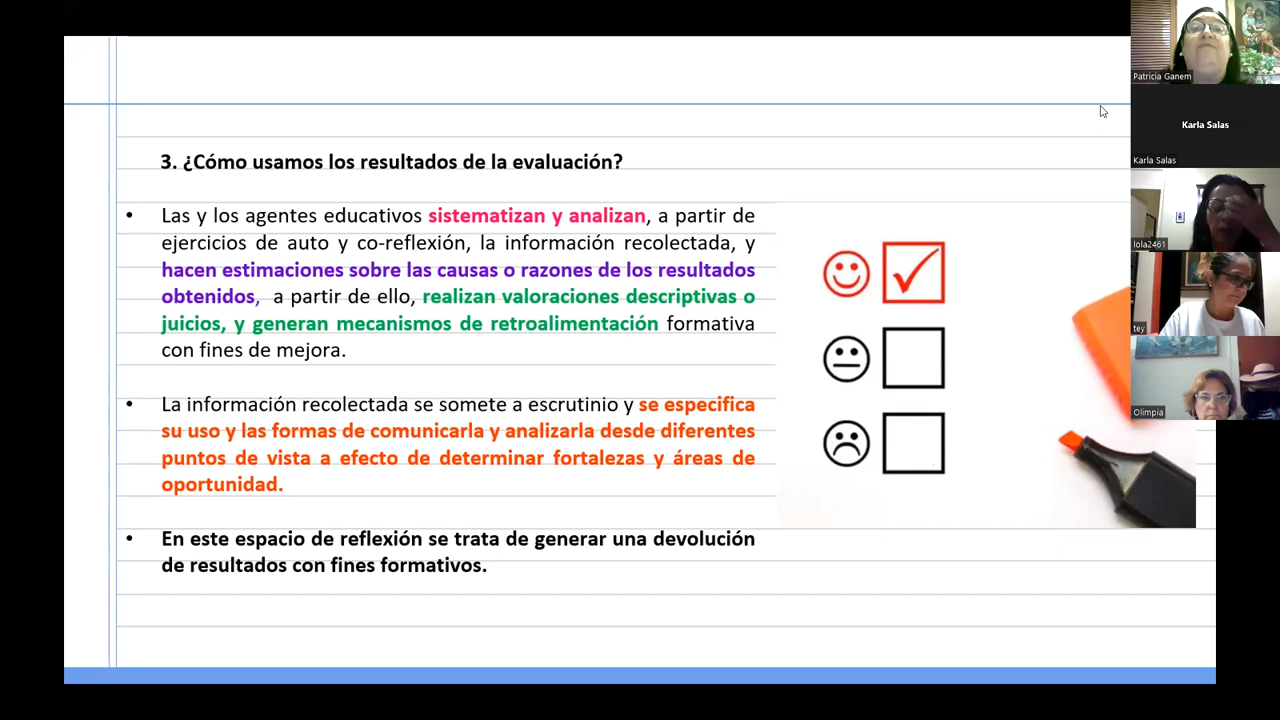 3. ¿Cómo usamos los resultados de la evaluación?
• Las y los agentes educativos sistematizan y analizan, a partir de
ejercicios de auto y co-reflexión, la información recolectada, y
hacen estimaciones sobre las causas o razones de los resultados
obtenidos, a partir de ello, realizan valoraciones descriptivas o
juicios, y generan mecanismos de retroalimentación formativa
con fines de mejora.
• La información recolectada se somete a escrutinio y se especifica
su uso y las formas de comunicarla y analizarla desde diferentes
puntos de vista a efecto de determinar fortalezas y áreas de
oportunidad.
• En este espacio de reflexión se trata de generar una devolución
de resultados con fines formativos.
Patricia Ganem
Karla Salas
Karla Salas
lola2461
tey
Olimpia